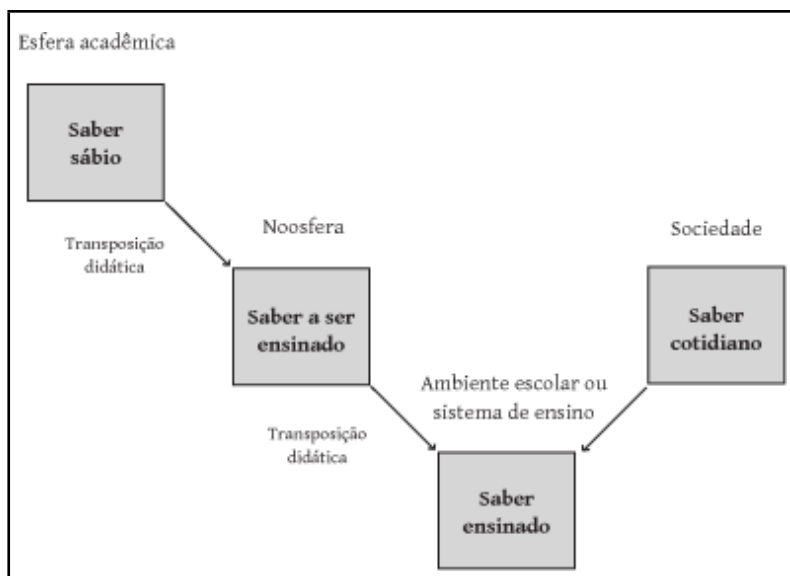 Esfera acadêmica
Saber
sábio
Transposição
didática
Noosfera
Saber a ser
ensinado
Transposição
didática
Sociedade
Saber
cotidiano
Ambiente escolar ou
sistema de ensino
Saber
ensinado